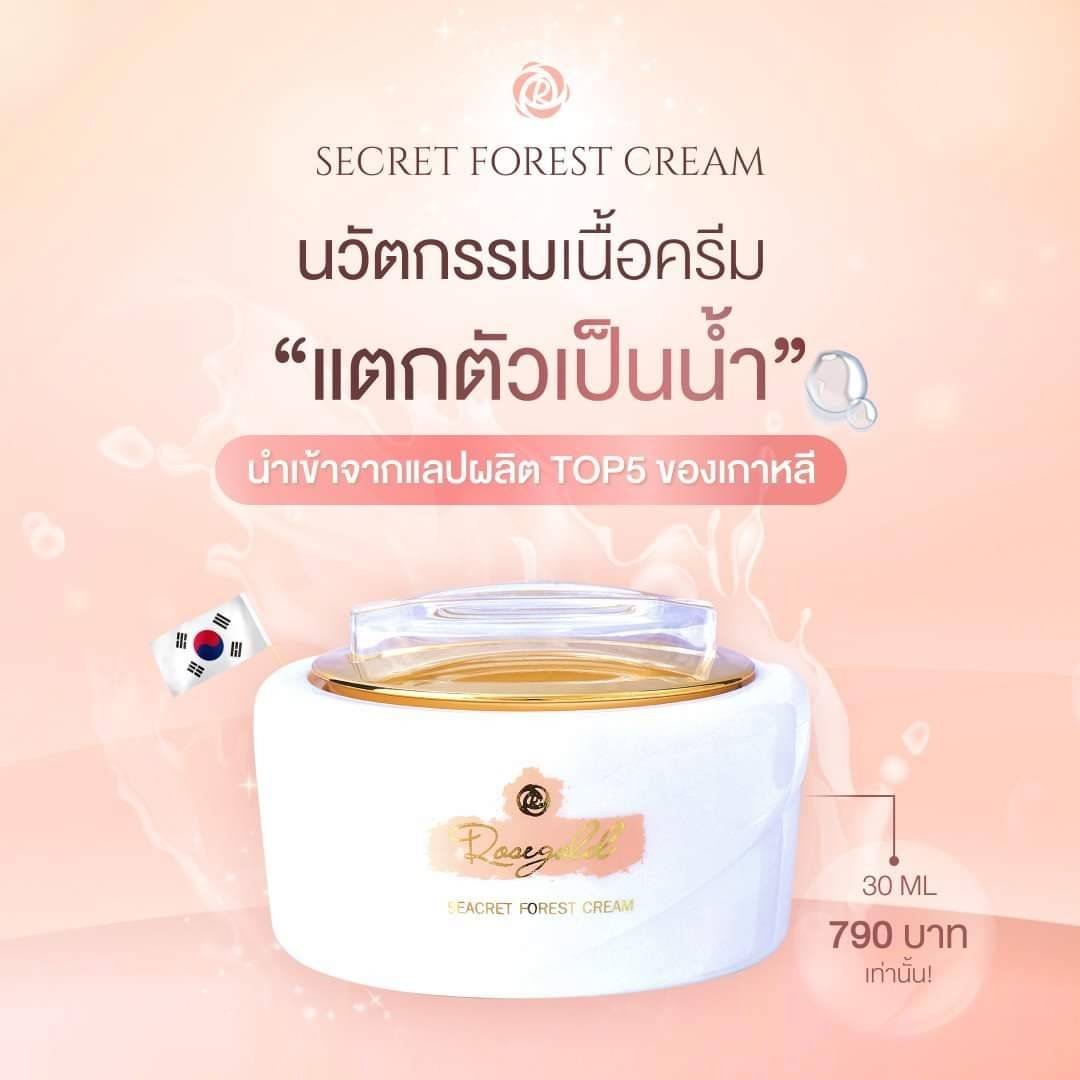 SECRET FOREST CREAM
นวัตกรรมเนื้อครีม
“แตกตัวเป็นน้ำ”
นำเข้าจากแลปผลิต TOP5 ของเกาหลี
R
Rosegold
SEACRET FOREST CREAM
30 ML
790 บาท
เท่านั้น!